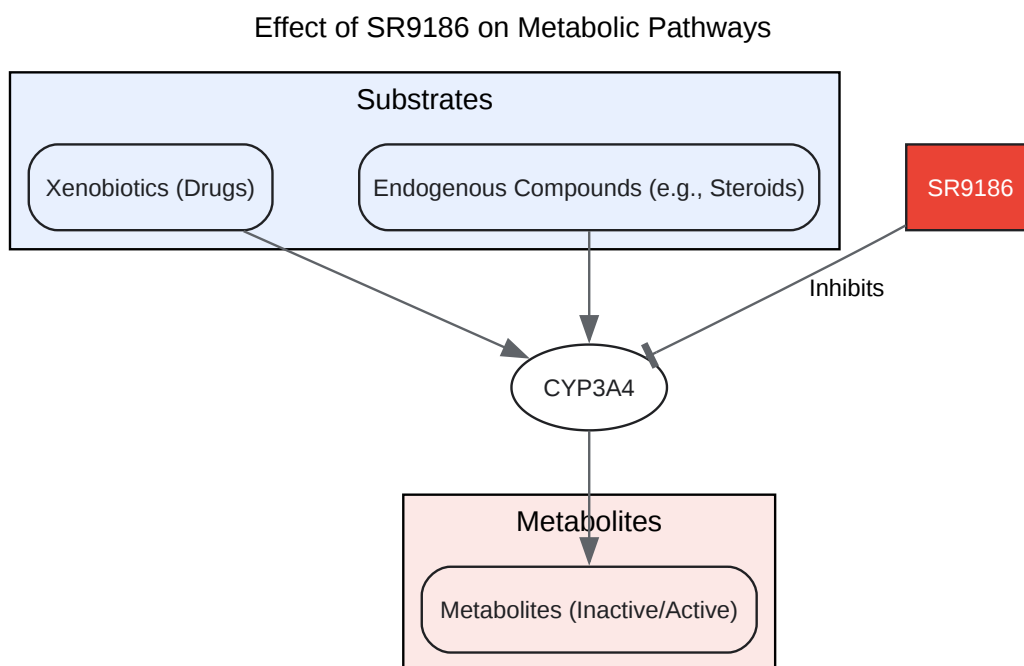 Effect of SR9186 on Metabolic Pathways
Substrates
Xenobiotics (Drugs)
Endogenous Compounds (e.g., Steroids)
SR9186
Inhibits
CYP3A4
Metabolites
Metabolites (Inactive/Active)